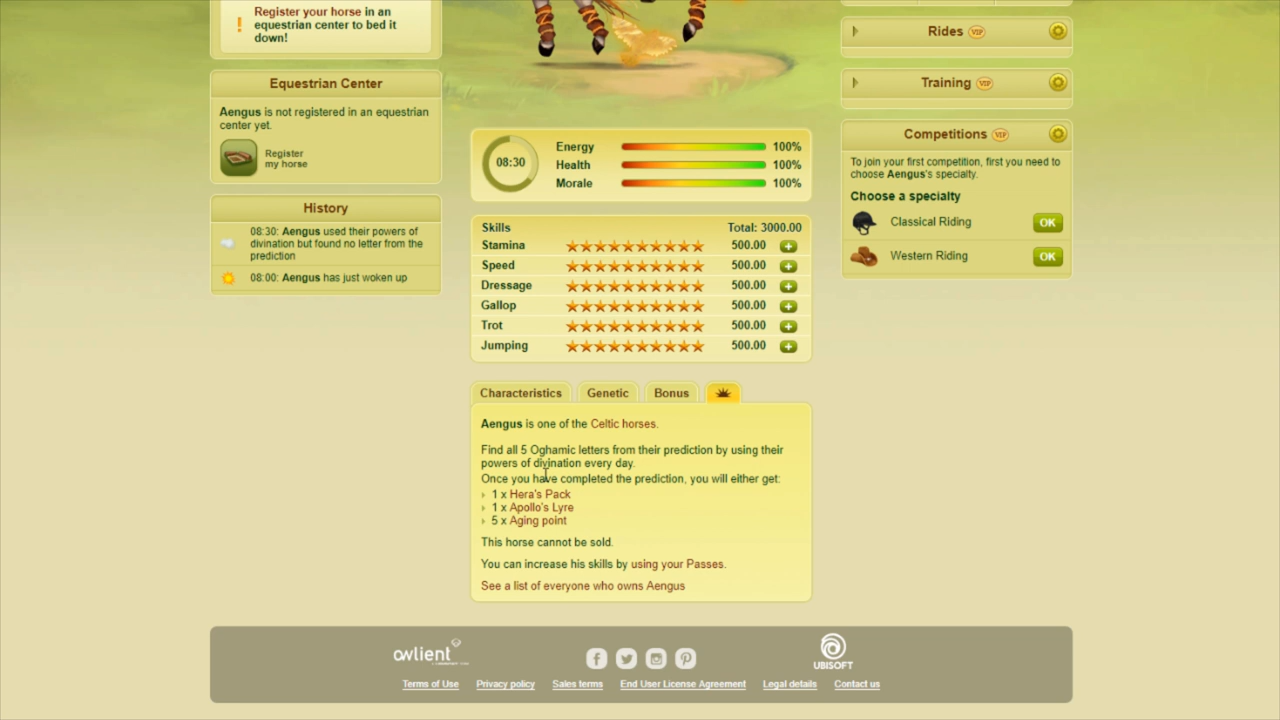 Register your horse in an
equestrian center to bed it
down!
Equestrian Center
Aengus is not registered in an equestrian
center yet.
Register
my horse
History
08:30: Aengus used their powers of
divination but found no letter from the
prediction
08:00: Aengus has just woken up
08:30
Energy 100%
Health 100%
Morale 100%
Skills Total: 3000.00
Stamina 500.00
Speed 500.00
Dressage 500.00
Gallop 500.00
Trot 500.00
Jumping 500.00
Characteristics Genetic Bonus
Aengus is one of the Celtic horses.
Find all 5 Oghamic letters from their prediction by using their
powers of divination every day.
Once you have completed the prediction, you will either get:
1 x Hera's Pack
1 x Apollo's Lyre
5 x Aging point
This horse cannot be sold.
You can increase his skills by using your Passes.
See a list of everyone who owns Aengus
Rides VIP
Training VIP
Competitions VIP
To join your first competition, first you need to
choose Aengus's specialty.
Choose a specialty
Classical Riding OK
Western Riding OK
owlient
UBISOFT
Terms of Use Privacy policy Sales terms End User License Agreement Legal details Contact us